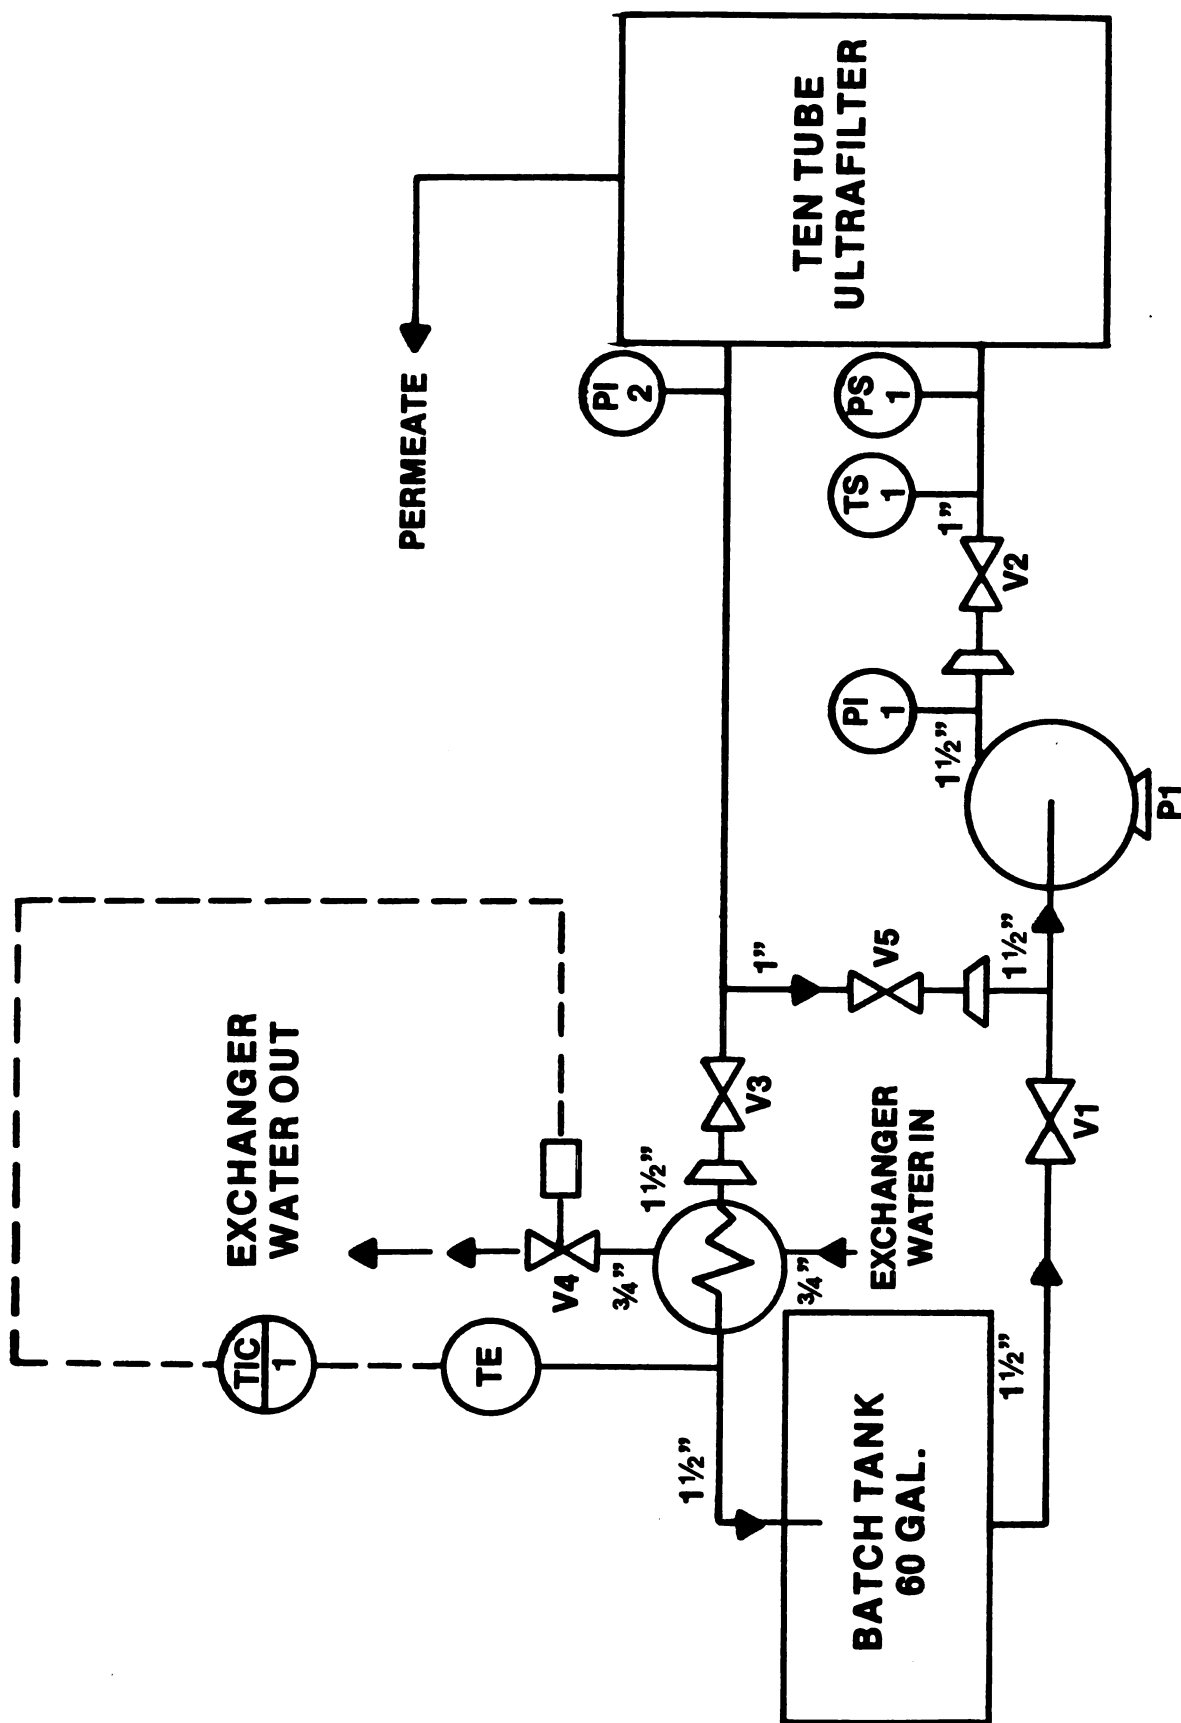 TIC
1
TE
EXCHANGER
WATER OUT
V4
3/4”
1½”
3/4”
EXCHANGER
WATER IN
V3
1½”
BATCH TANK
60 GAL.
1½”
V1
1”
V5
1½”
P1
1½”
PI
1
V2
1”
TS
1
PS
1
PI
2
PERMEATE
TEN TUBE
ULTRAFILTER